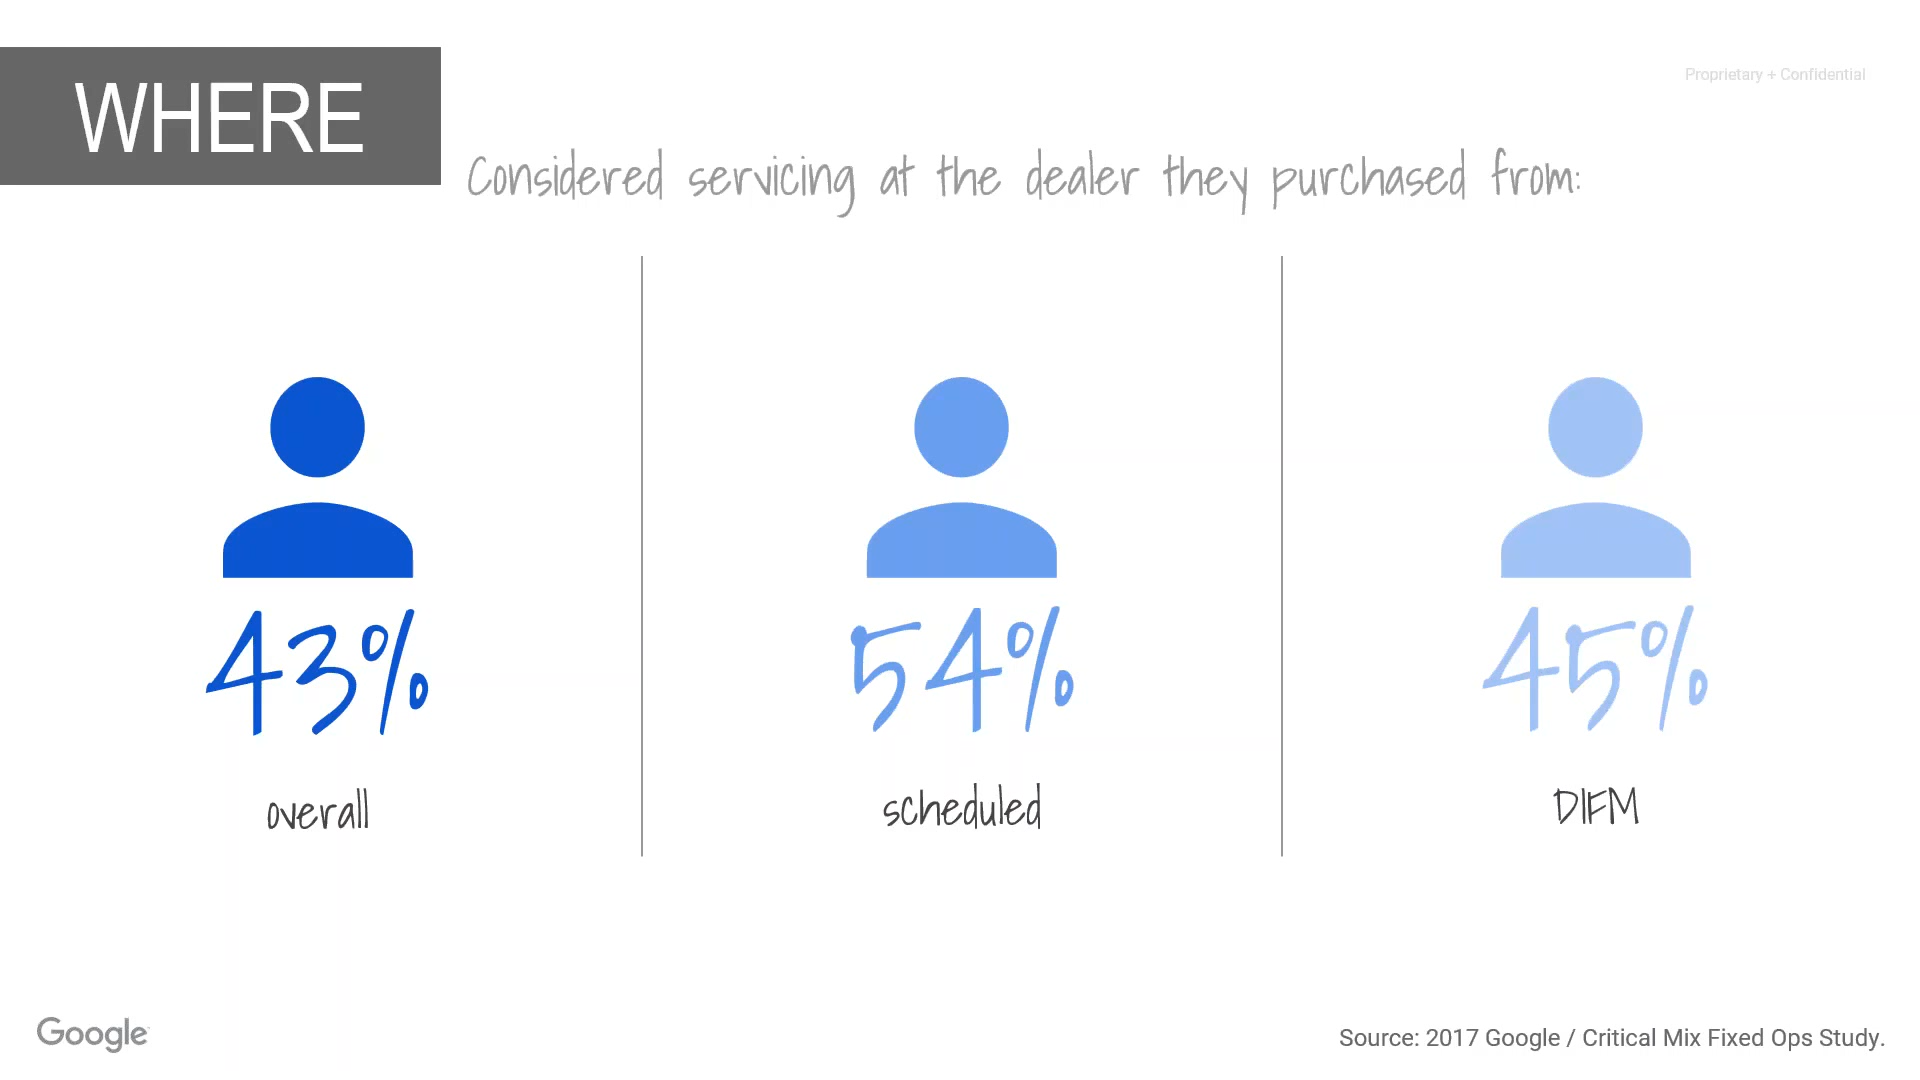 WHERE
Proprietary + Confidential
Considered servicing at the dealer they purchased from:
43%
overall
54%
scheduled
45%
DIFM
Google
Source: 2017 Google / Critical Mix Fixed Ops Study.